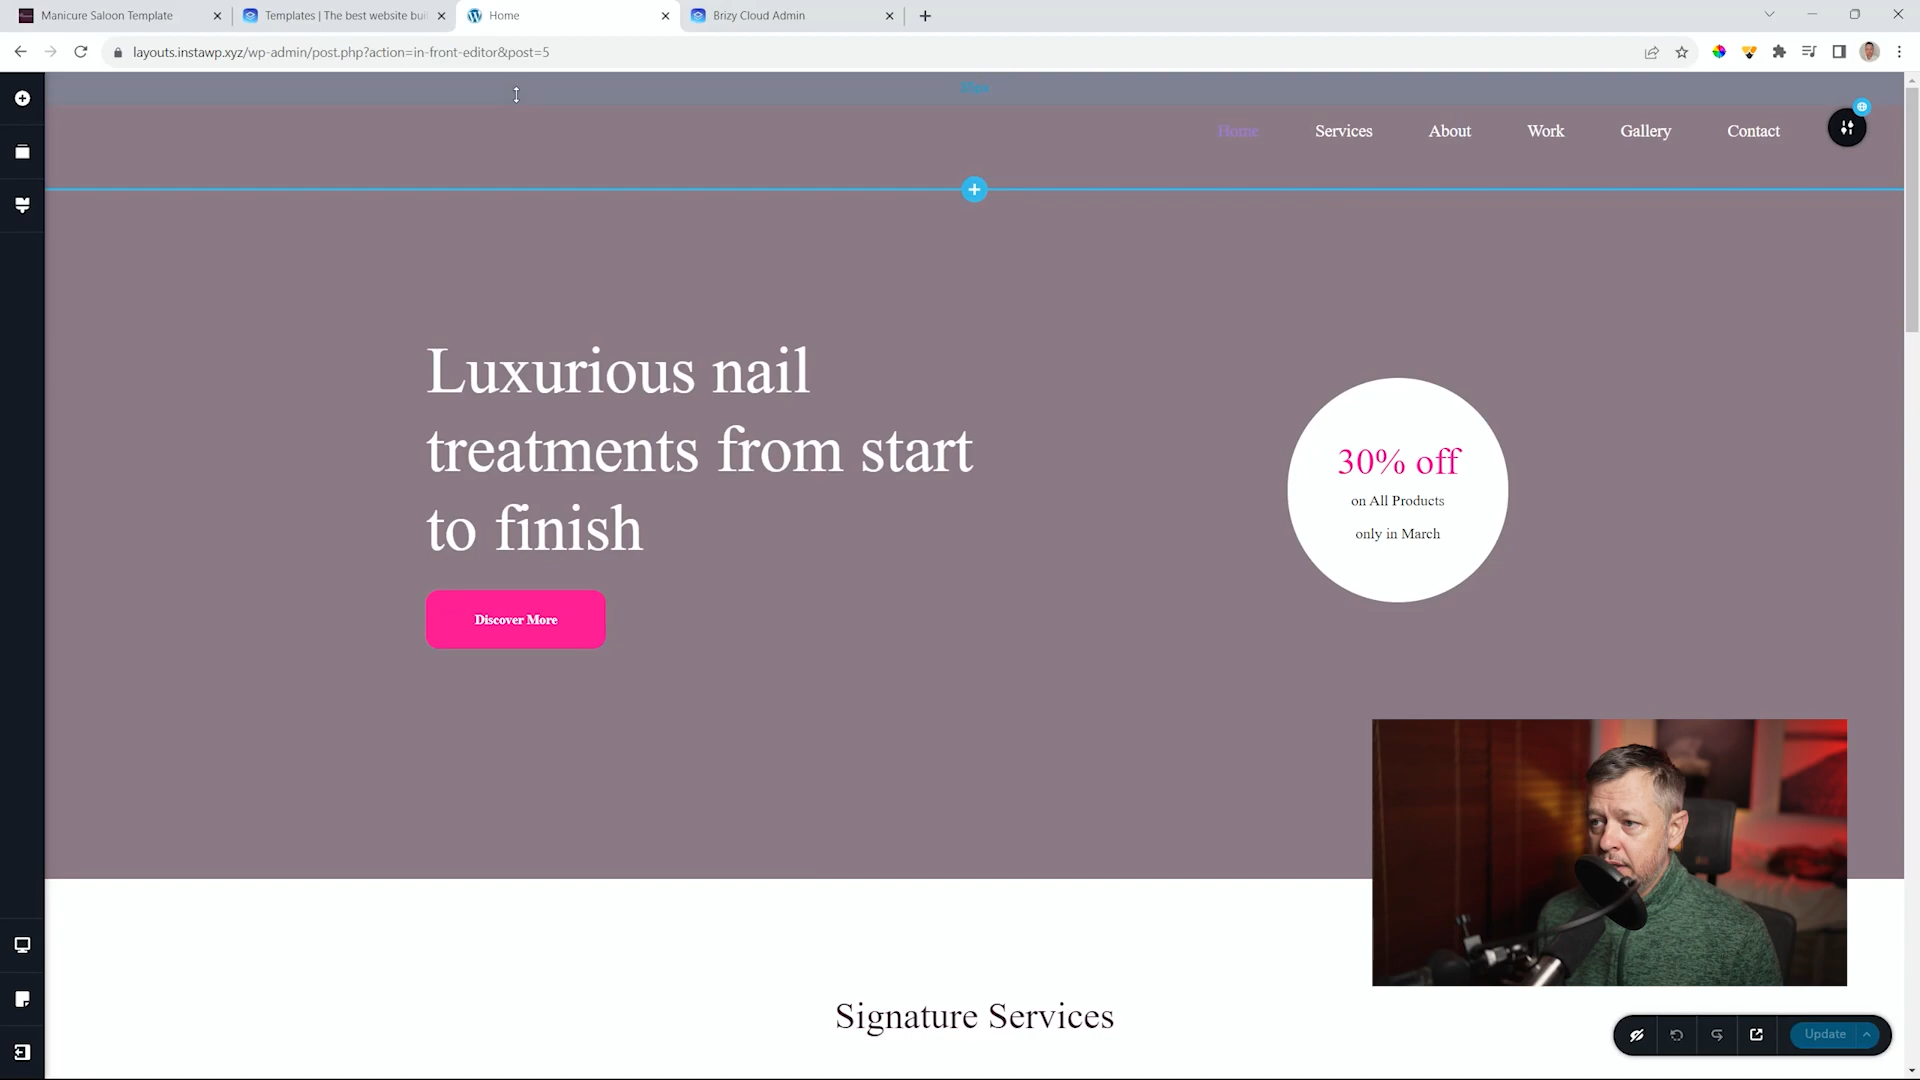 Manicure Saloon Template
Templates | The best website bui
Home
Brizy Cloud Admin
layouts.instawp.xyz/wp-admin/post.php?action=in-front-editor&post=5
Home
Services
About
Work
Gallery
Contact
Luxurious nail
treatments from start
to finish
30% off
on All Products
only in March
Discover More
Signature Services
Update